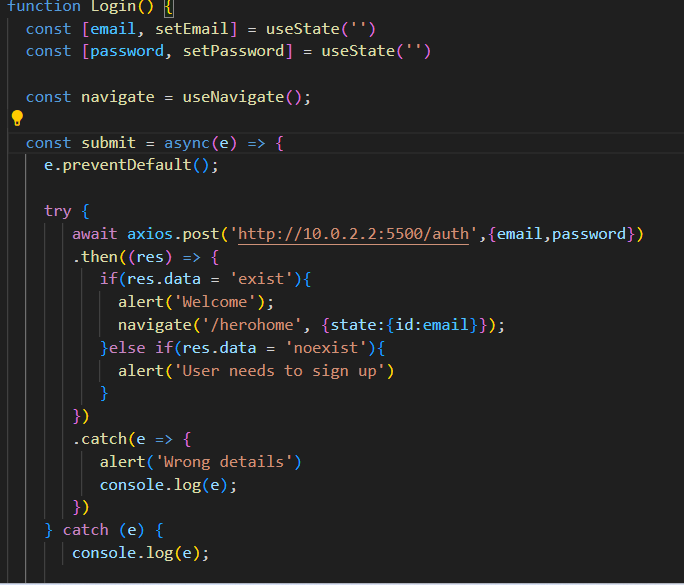 function Login() {
const [email, setEmail] = useState('')
const [password, setPassword] = useState('')
const navigate = useNavigate();
const submit = async(e) => {
e.preventDefault();
try {
await axios.post('http://10.0.2.2:5500/auth',{email,password})
.then((res) => {
if(res.data = 'exist'){
alert('Welcome');
navigate('/herohome', {state:{id:email}});
}else if(res.data = 'noexist'){
alert('User needs to sign up')
}
})
.catch(e => {
alert('Wrong details')
console.log(e);
})
} catch (e) {
console.log(e);